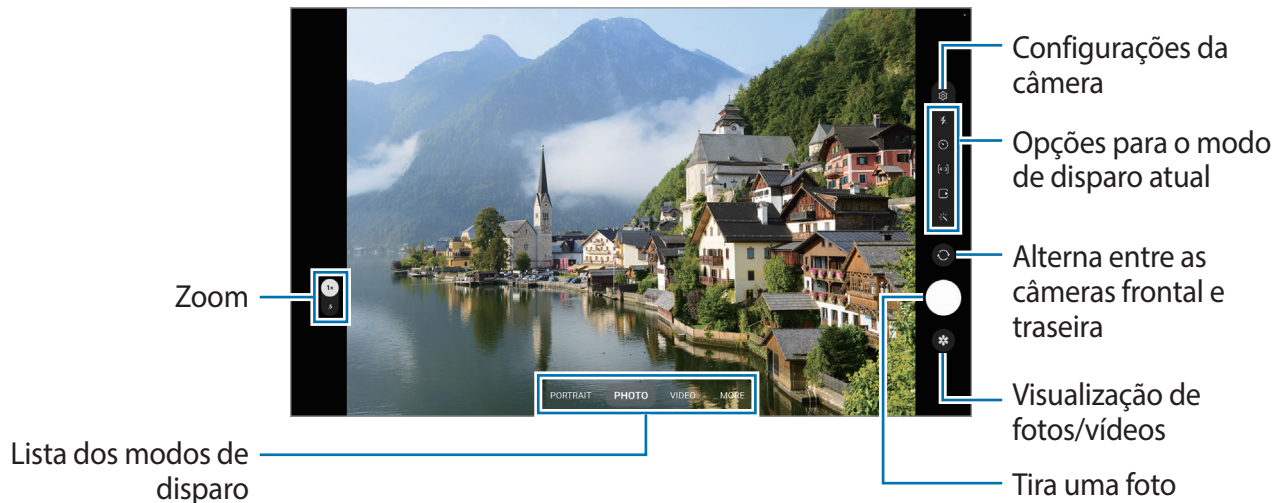 Configurações da
câmera
Opções para o modo
de disparo atual
Alterna entre as
câmeras frontal e
traseira
Zoom
1x
.5
PORTRAIT PHOTO VIDEO MORE
Visualização de
fotos/vídeos
Lista dos modos de
disparo
Tira uma foto